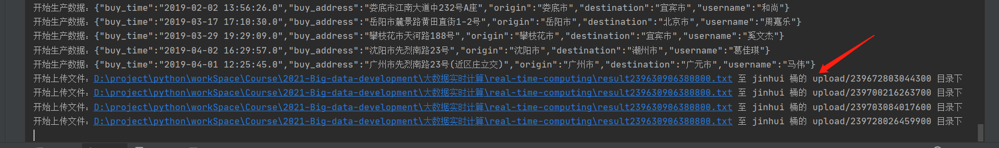 开始生产数据：{"buy_time":"2019-02-02 13:56:26.0","buy_address":"娄底市江南大道中232号A座","origin":"娄底市","destination":"宜宾市","username":"和尚"}
开始生产数据：{"buy_time":"2019-03-17 17:10:30.0","buy_address":"岳阳市麓景路黄田直街1-2号","origin":"岳阳市","destination":"北京市","username":"周嘉乐"}
开始生产数据：{"buy_time":"2019-03-29 19:29:09.0","buy_address":"攀枝花市天河路188号","origin":"攀枝花市","destination":"宜宾市","username":"奚文杰"}
开始生产数据：{"buy_time":"2019-04-02 16:29:57.0","buy_address":"沈阳市先烈南路23号","origin":"沈阳市","destination":"潮州市","username":"葛佳琪"}
开始生产数据：{"buy_time":"2019-04-01 12:25:45.0","buy_address":"广州市先烈南路23号(近区庄立交)","origin":"广州市","destination":"广元市","username":"马伟"}
开始上传文件：D:\project\python\workSpace\Course\2021-Big-data-development\大数据实时计算\real-time-computing\result239630906380800.txt 至 jinhui 桶的 upload/239672803044300 目录下
开始上传文件：D:\project\python\workSpace\Course\2021-Big-data-development\大数据实时计算\real-time-computing\result239630906380800.txt 至 jinhui 桶的 upload/239700216263700 目录下
开始上传文件：D:\project\python\workSpace\Course\2021-Big-data-development\大数据实时计算\real-time-computing\result239630906380800.txt 至 jinhui 桶的 upload/239703084017600 目录下
开始上传文件：D:\project\python\workSpace\Course\2021-Big-data-development\大数据实时计算\real-time-computing\result239630906380800.txt 至 jinhui 桶的 upload/239728026459900 目录下